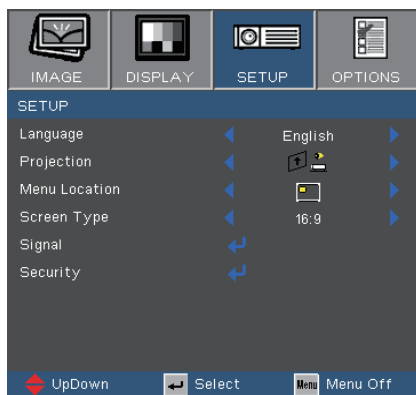 IMAGE DISPLAY SETUP OPTIONS
SETUP
Language English
Projection
Menu Location
Screen Type 16:9
Signal
Security
UpDown Select Menu Menu Off